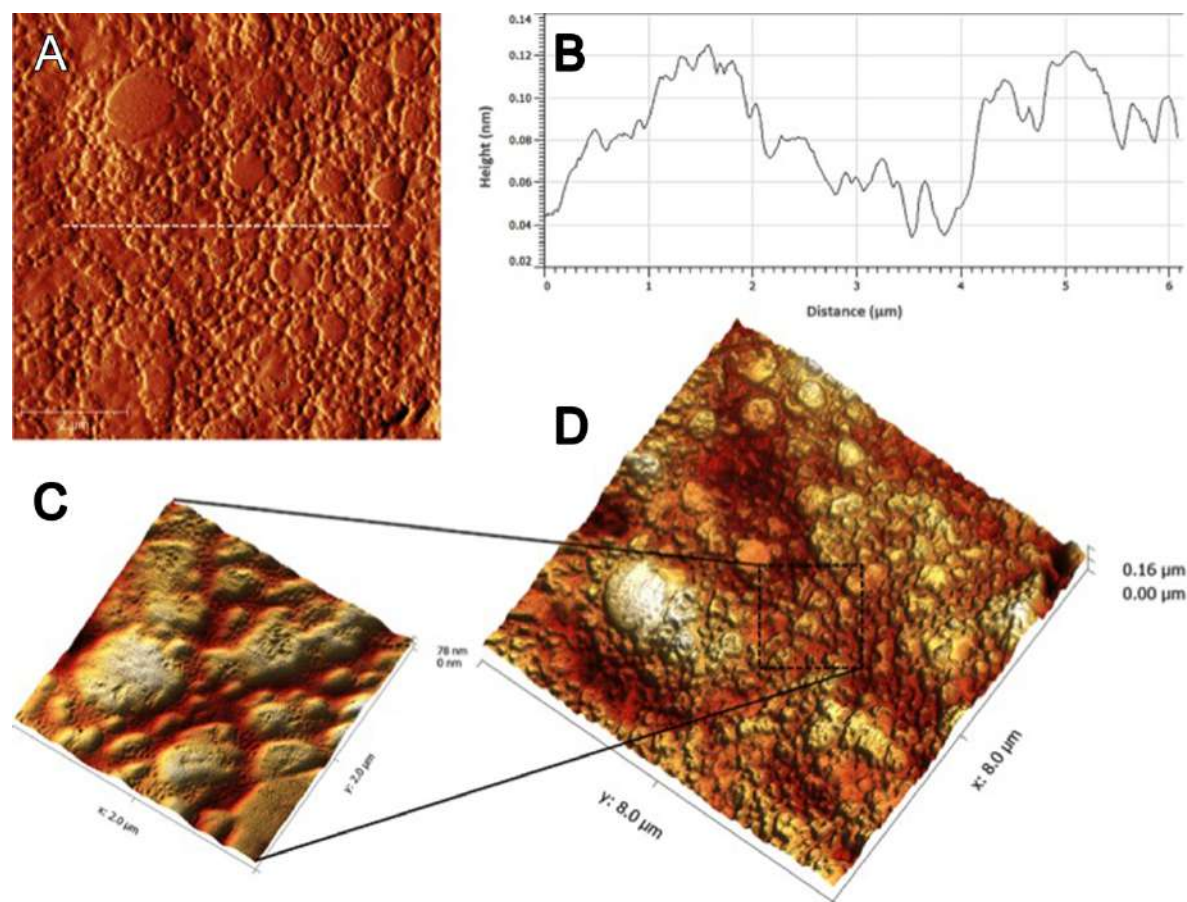 A
2 µm
B
Height (nm)
0.14
0.12
0.10
0.08
0.06
0.04
0.02
0 1 2 3 4 5 6
Distance (µm)
C
78 nm
0 nm
x: 2.0 µm
y: 2.0 µm
D
0.16 µm
0.00 µm
y: 8.0 µm
x: 8.0 µm